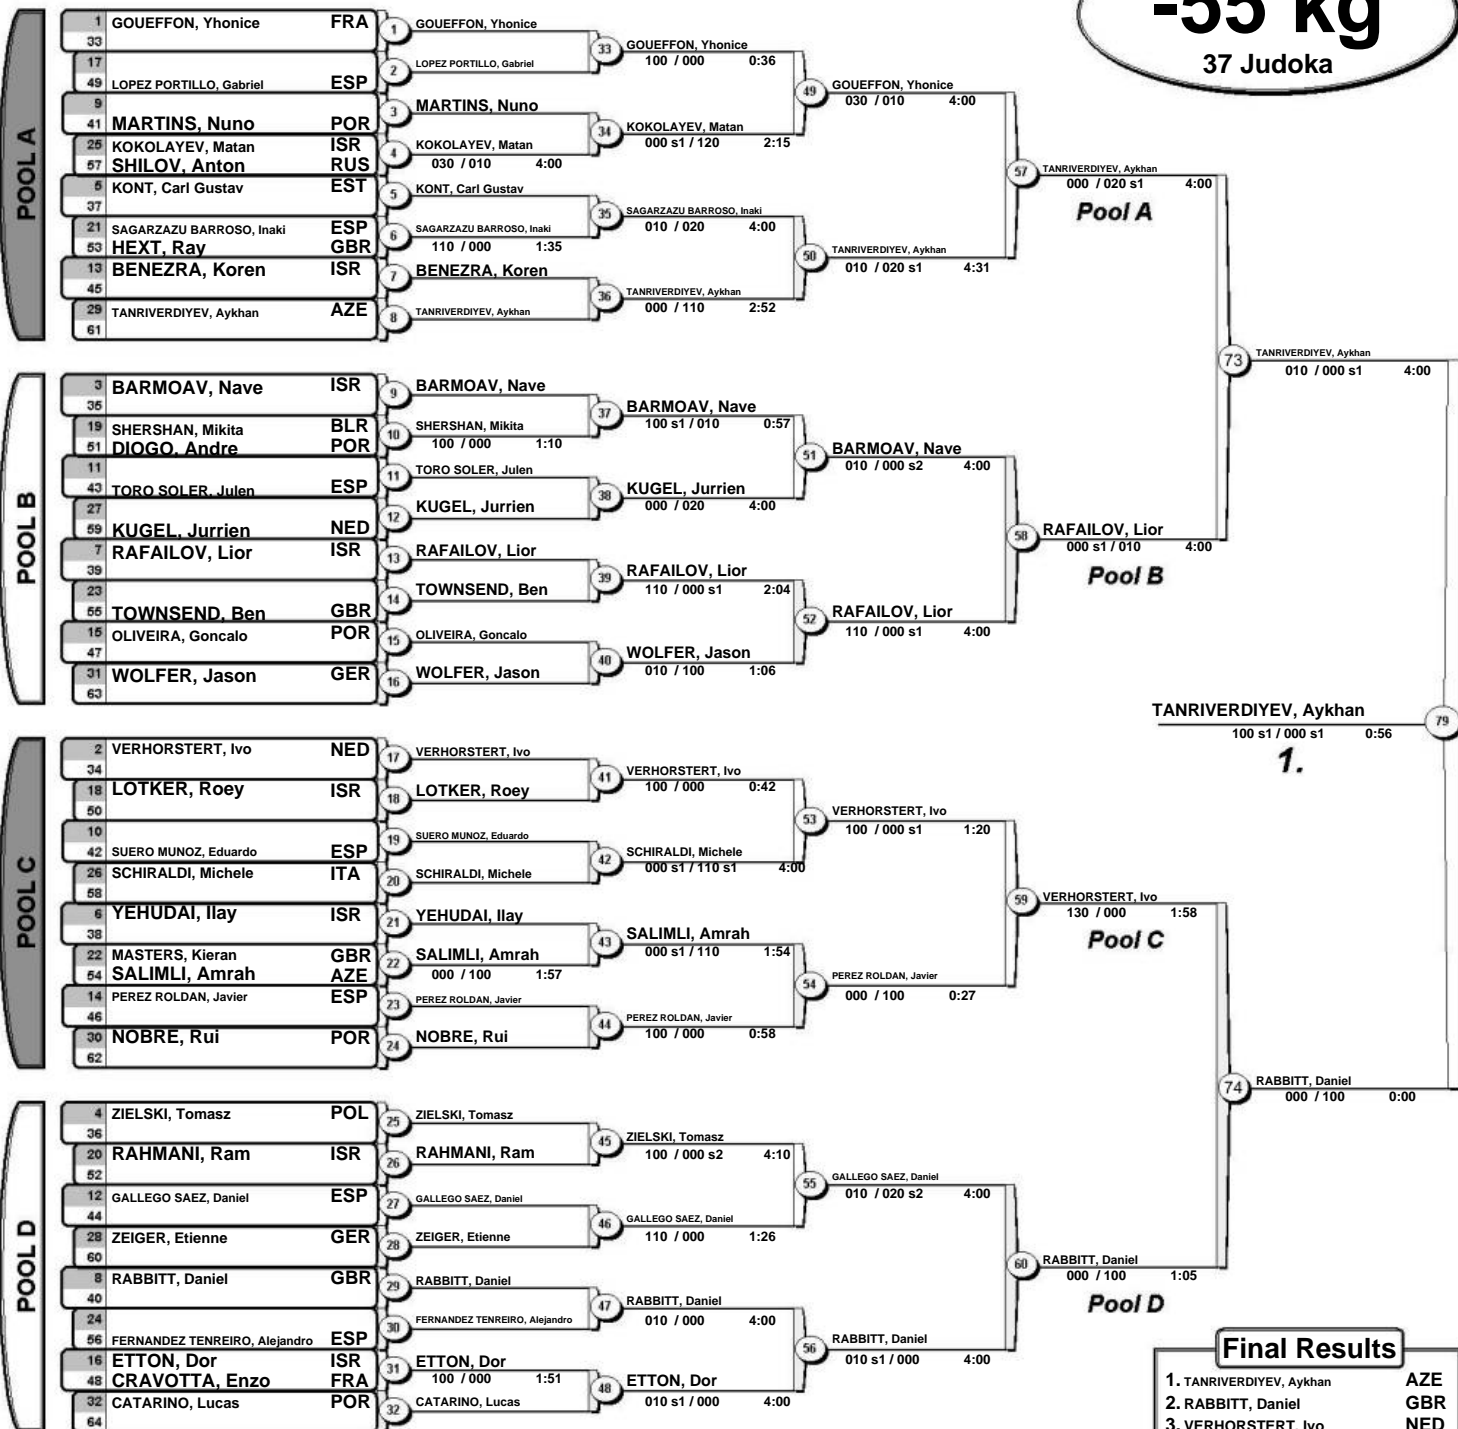 -55 kg
37 Judoka
POOL A
1 GOUEFFON, Yhonice FRA
33
17
49 LOPEZ PORTILLO, Gabriel ESP
9
41 MARTINS, Nuno POR
25 KOKOLAYEV, Matan ISR
57 SHILOV, Anton RUS
5 KONT, Carl Gustav EST
37
21 SAGARZAZU BARROSO, Inaki ESP
53 HEXT, Ray GBR
13 BENEZRA, Koren ISR
45
29 TANRIVERDIYEV, Aykhan AZE
61
1 GOUEFFON, Yhonice
2 LOPEZ PORTILLO, Gabriel
3 MARTINS, Nuno
4 KOKOLAYEV, Matan
030 / 010 4:00
5 KONT, Carl Gustav
6 SAGARZAZU BARROSO, Inaki
110 / 000 1:35
7 BENEZRA, Koren
8 TANRIVERDIYEV, Aykhan
33 GOUEFFON, Yhonice
100 / 000 0:36
34 KOKOLAYEV, Matan
000 s1 / 120 2:15
35 SAGARZAZU BARROSO, Inaki
010 / 020 4:00
36 TANRIVERDIYEV, Aykhan
000 / 110 2:52
49 GOUEFFON, Yhonice
030 / 010 4:00
50 TANRIVERDIYEV, Aykhan
010 / 020 s1 4:31
57 TANRIVERDIYEV, Aykhan
000 / 020 s1 4:00
Pool A
POOL B
3 BARMOAV, Nave ISR
35
19 SHERSHAN, Mikita BLR
51 DIOGO, Andre POR
11
43 TORO SOLER, Julen ESP
27
59 KUGEL, Jurrien NED
7 RAFAILOV, Lior ISR
39
23
55 TOWNSEND, Ben GBR
15 OLIVEIRA, Goncalo POR
47
31 WOLFER, Jason GER
63
9 BARMOAV, Nave
10 SHERSHAN, Mikita
100 / 000 1:10
11 TORO SOLER, Julen
12 KUGEL, Jurrien
13 RAFAILOV, Lior
14 TOWNSEND, Ben
15 OLIVEIRA, Goncalo
16 WOLFER, Jason
37 BARMOAV, Nave
100 s1 / 010 0:57
38 KUGEL, Jurrien
000 / 020 4:00
39 RAFAILOV, Lior
110 / 000 s1 2:04
40 WOLFER, Jason
010 / 100 1:06
51 BARMOAV, Nave
010 / 000 s2 4:00
52 RAFAILOV, Lior
110 / 000 s1 4:00
58 RAFAILOV, Lior
000 s1 / 010 4:00
Pool B
73 TANRIVERDIYEV, Aykhan
010 / 000 s1 4:00
TANRIVERDIYEV, Aykhan 79
100 s1 / 000 s1 0:56
1.
POOL C
2 VERHORSTERT, Ivo NED
34
18 LOTKER, Roey ISR
50
10
42 SUERO MUNOZ, Eduardo ESP
26 SCHIRALDI, Michele ITA
58
6 YEHUDAI, Ilay ISR
38
22 MASTERS, Kieran GBR
54 SALIMLI, Amrah AZE
14 PEREZ ROLDAN, Javier ESP
46
30 NOBRE, Rui POR
62
17 VERHORSTERT, Ivo
18 LOTKER, Roey
19 SUERO MUNOZ, Eduardo
20 SCHIRALDI, Michele
21 YEHUDAI, Ilay
22 SALIMLI, Amrah
000 / 100 1:57
23 PEREZ ROLDAN, Javier
24 NOBRE, Rui
41 VERHORSTERT, Ivo
100 / 000 0:42
42 SCHIRALDI, Michele
000 s1 / 110 s1 4:00
43 SALIMLI, Amrah
000 s1 / 110 1:54
44 PEREZ ROLDAN, Javier
100 / 000 0:58
53 VERHORSTERT, Ivo
100 / 000 s1 1:20
54 PEREZ ROLDAN, Javier
000 / 100 0:27
59 VERHORSTERT, Ivo
130 / 000 1:58
Pool C
POOL D
4 ZIELSKI, Tomasz POL
36
20 RAHMANI, Ram ISR
52
12 GALLEGO SAEZ, Daniel ESP
44
28 ZEIGER, Etienne GER
60
8 RABBITT, Daniel GBR
40
24
56 FERNANDEZ TENREIRO, Alejandro ESP
16 ETTON, Dor ISR
48 CRAVOTTA, Enzo FRA
32 CATARINO, Lucas POR
64
25 ZIELSKI, Tomasz
26 RAHMANI, Ram
27 GALLEGO SAEZ, Daniel
28 ZEIGER, Etienne
29 RABBITT, Daniel
30 FERNANDEZ TENREIRO, Alejandro
31 ETTON, Dor
100 / 000 1:51
32 CATARINO, Lucas
45 ZIELSKI, Tomasz
100 / 000 s2 4:10
46 GALLEGO SAEZ, Daniel
110 / 000 1:26
47 RABBITT, Daniel
010 / 000 4:00
48 ETTON, Dor
010 s1 / 000 4:00
55 GALLEGO SAEZ, Daniel
010 / 020 s2 4:00
56 RABBITT, Daniel
010 s1 / 000 4:00
60 RABBITT, Daniel
000 / 100 1:05
Pool D
74 RABBITT, Daniel
000 / 100 0:00
Final Results
1. TANRIVERDIYEV, Aykhan AZE
2. RABBITT, Daniel GBR
3. VERHORSTERT, Ivo NED